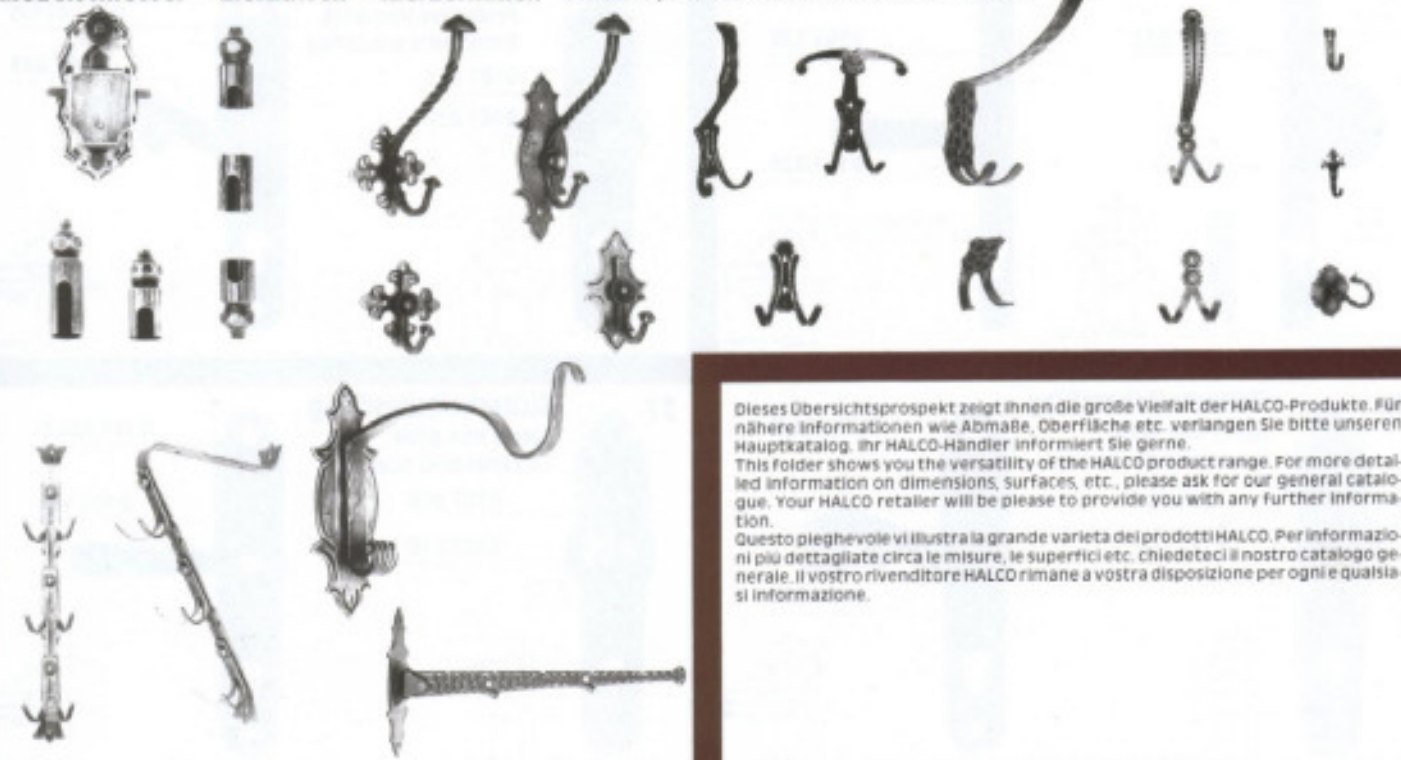 Dieses Übersichtsprospekt zeigt Ihnen die große Vielfalt der HALCO-Produkte. Für
nähere Informationen wie Abmaße, Oberfläche etc. verlangen Sie bitte unseren
Hauptkatalog. Ihr HALCO-Händler informiert Sie gerne.
This folder shows you the versatility of the HALCO product range. For more detai-
led information on dimensions, surfaces, etc., please ask for our general catalo-
gue. Your HALCO retailer will be please to provide you with any further informa-
tion.
Questo pieghevole vi illustra la grande varieta dei prodotti HALCO. Per informazio-
ni più dettagliate circa le misure, le superfici etc. chiedeteci il nostro catalogo ge-
nerale. Il vostro rivenditore HALCO rimane a vostra disposizione per ogni e qualsia-
si informazione.